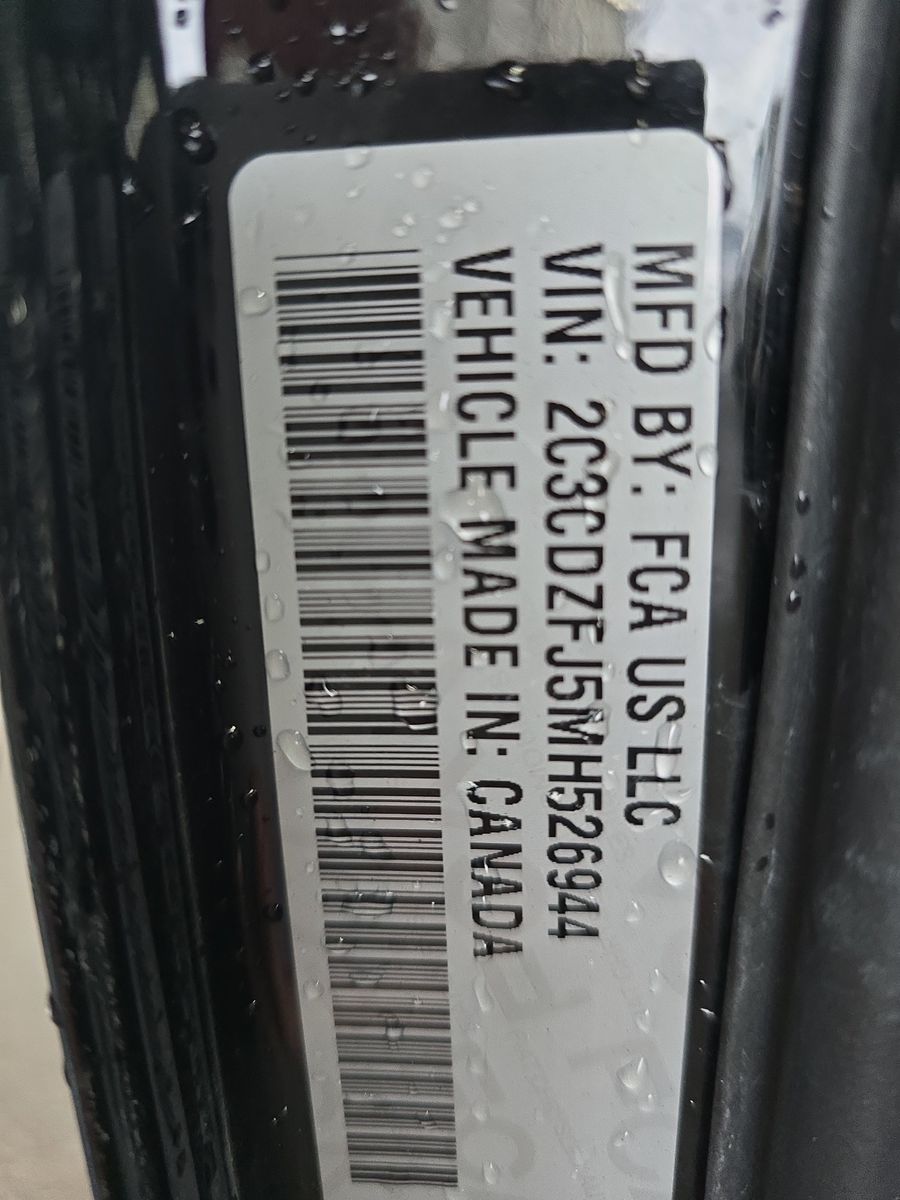 MFD BY: FCA US LLC
VIN: 2C3CDZFJ5MH526944
VEHICLE MADE IN: CANADA